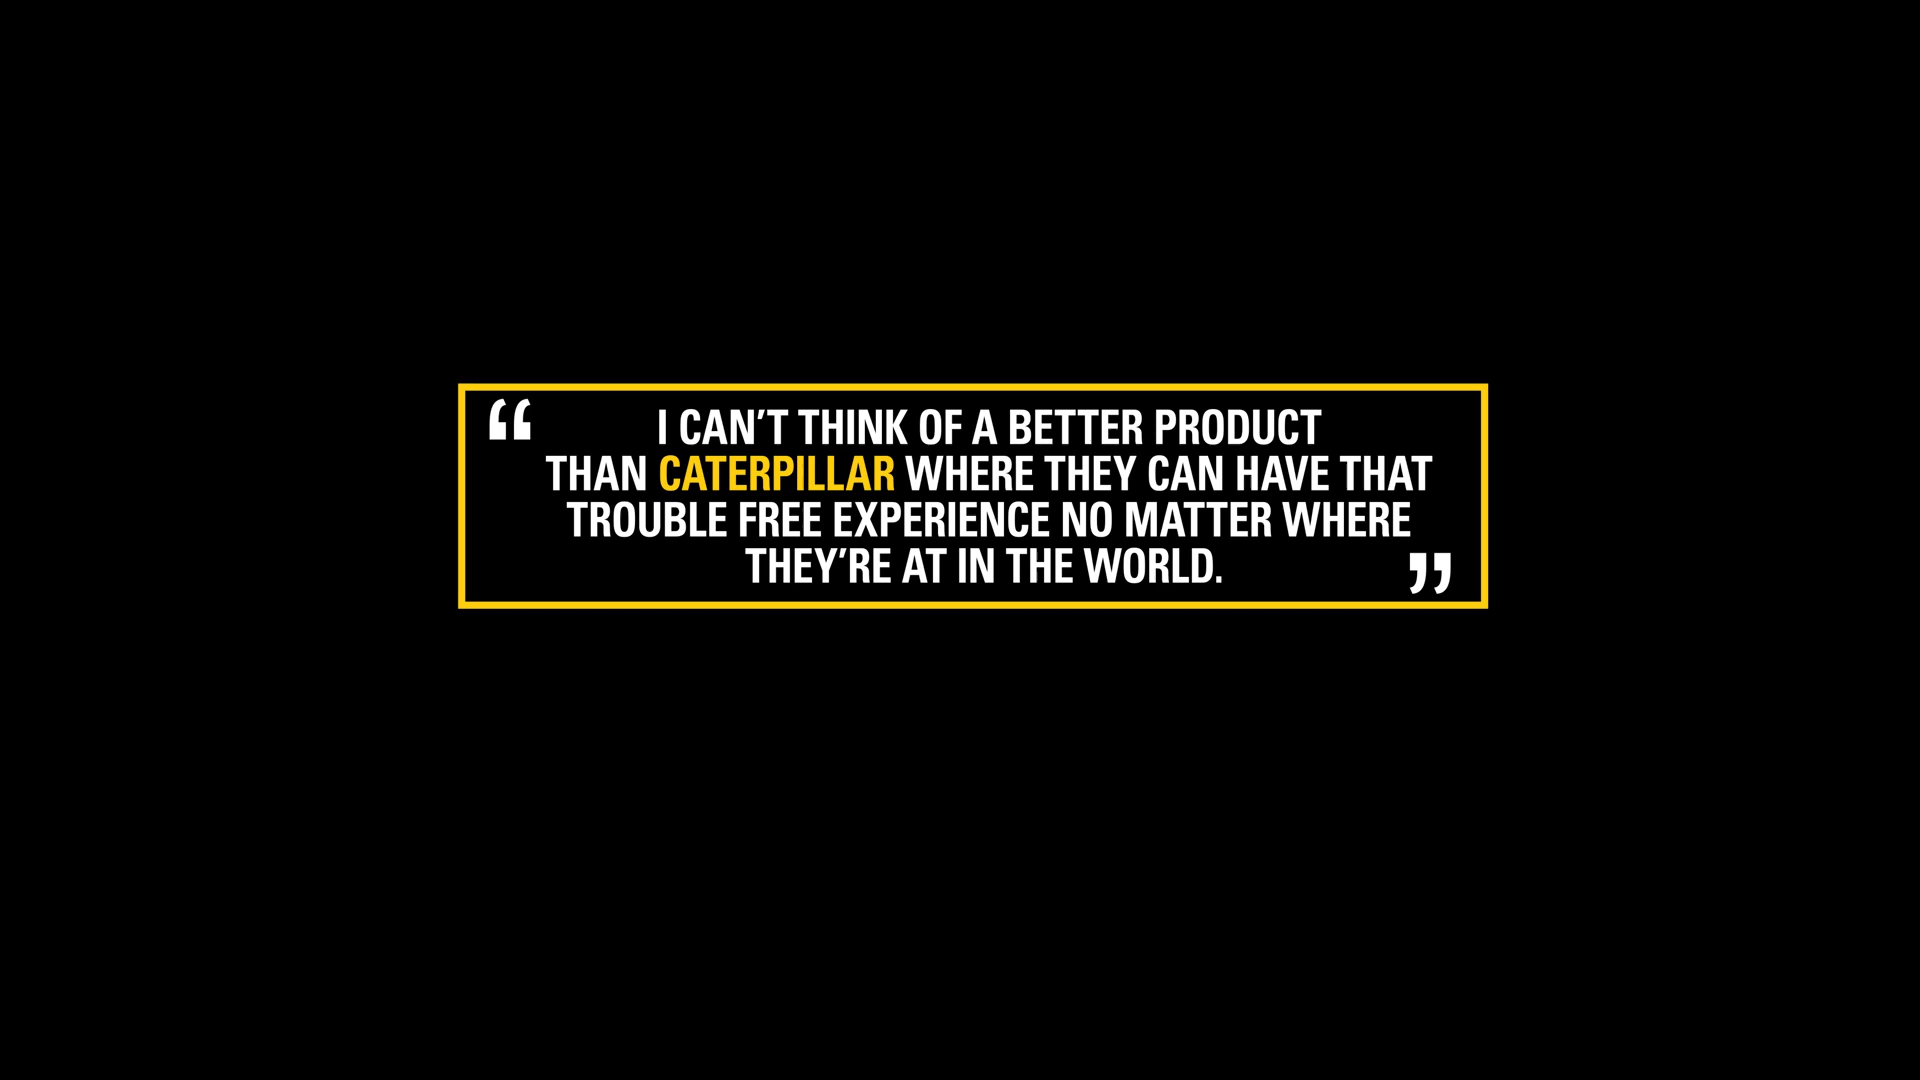 “ I CAN’T THINK OF A BETTER PRODUCT
THAN CATERPILLAR WHERE THEY CAN HAVE THAT
TROUBLE FREE EXPERIENCE NO MATTER WHERE
THEY’RE AT IN THE WORLD. ”